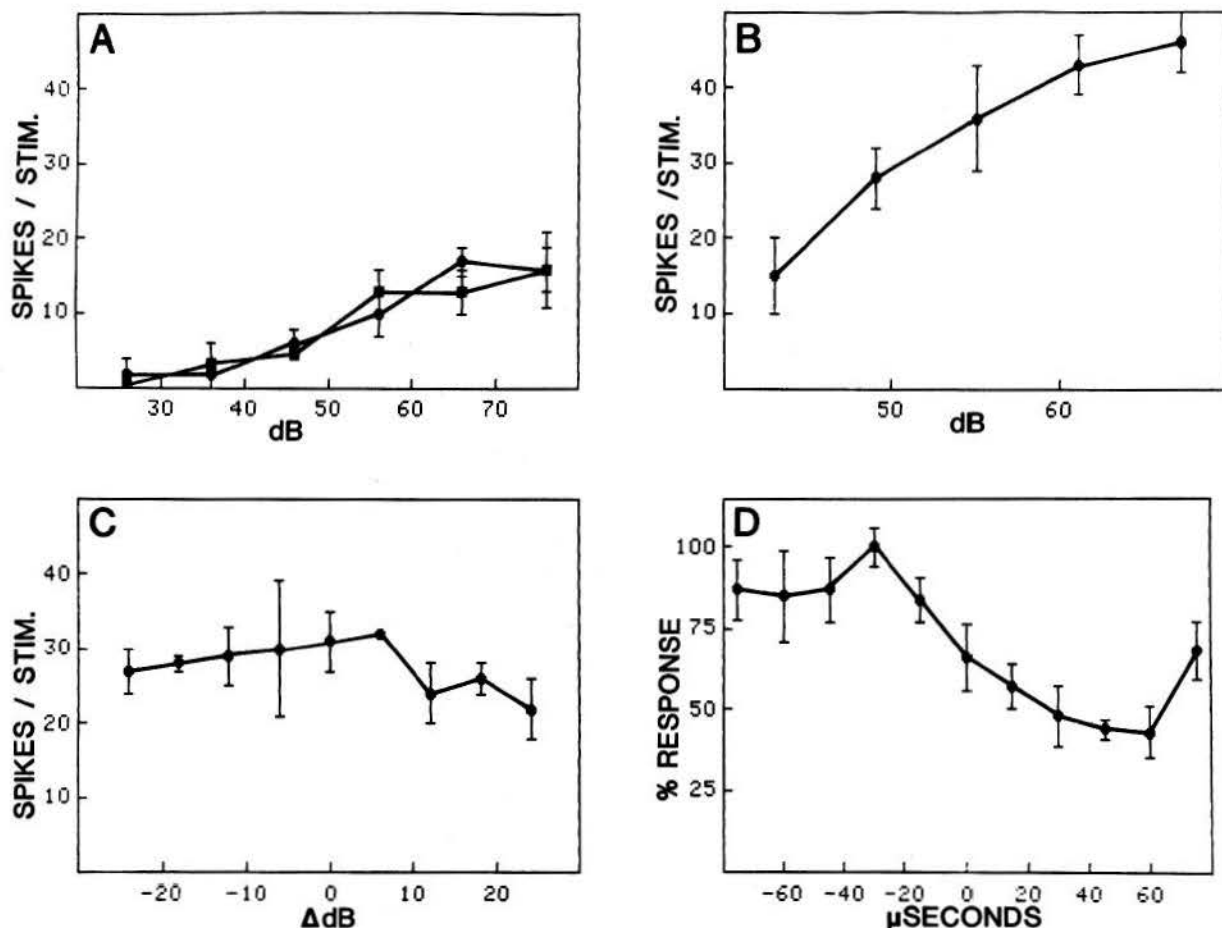 A
SPIKES / STIM.
40
30
20
10
30 40 50 60 70
dB
B
SPIKES /STIM.
40
30
20
10
50 60
dB
C
SPIKES / STIM.
40
30
20
10
-20 -10 0 10 20
ΔdB
D
% RESPONSE
100
75
50
25
-60 -40 -20 0 20 40 60
µSECONDS